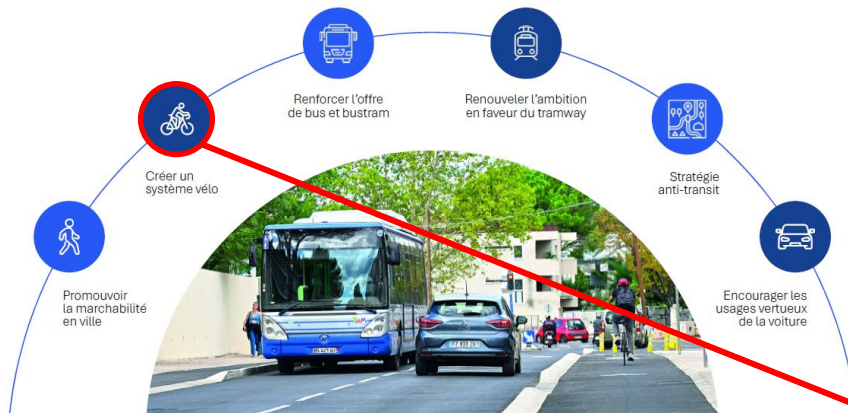 Renforcer l'offre
de bus et bustram
Renouveler l'ambition
en faveur du tramway
Créer un
système vélo
Stratégie
anti-transit
Promouvoir
la marchabilité
en ville
Encourager les
usages vertueux
de la voiture